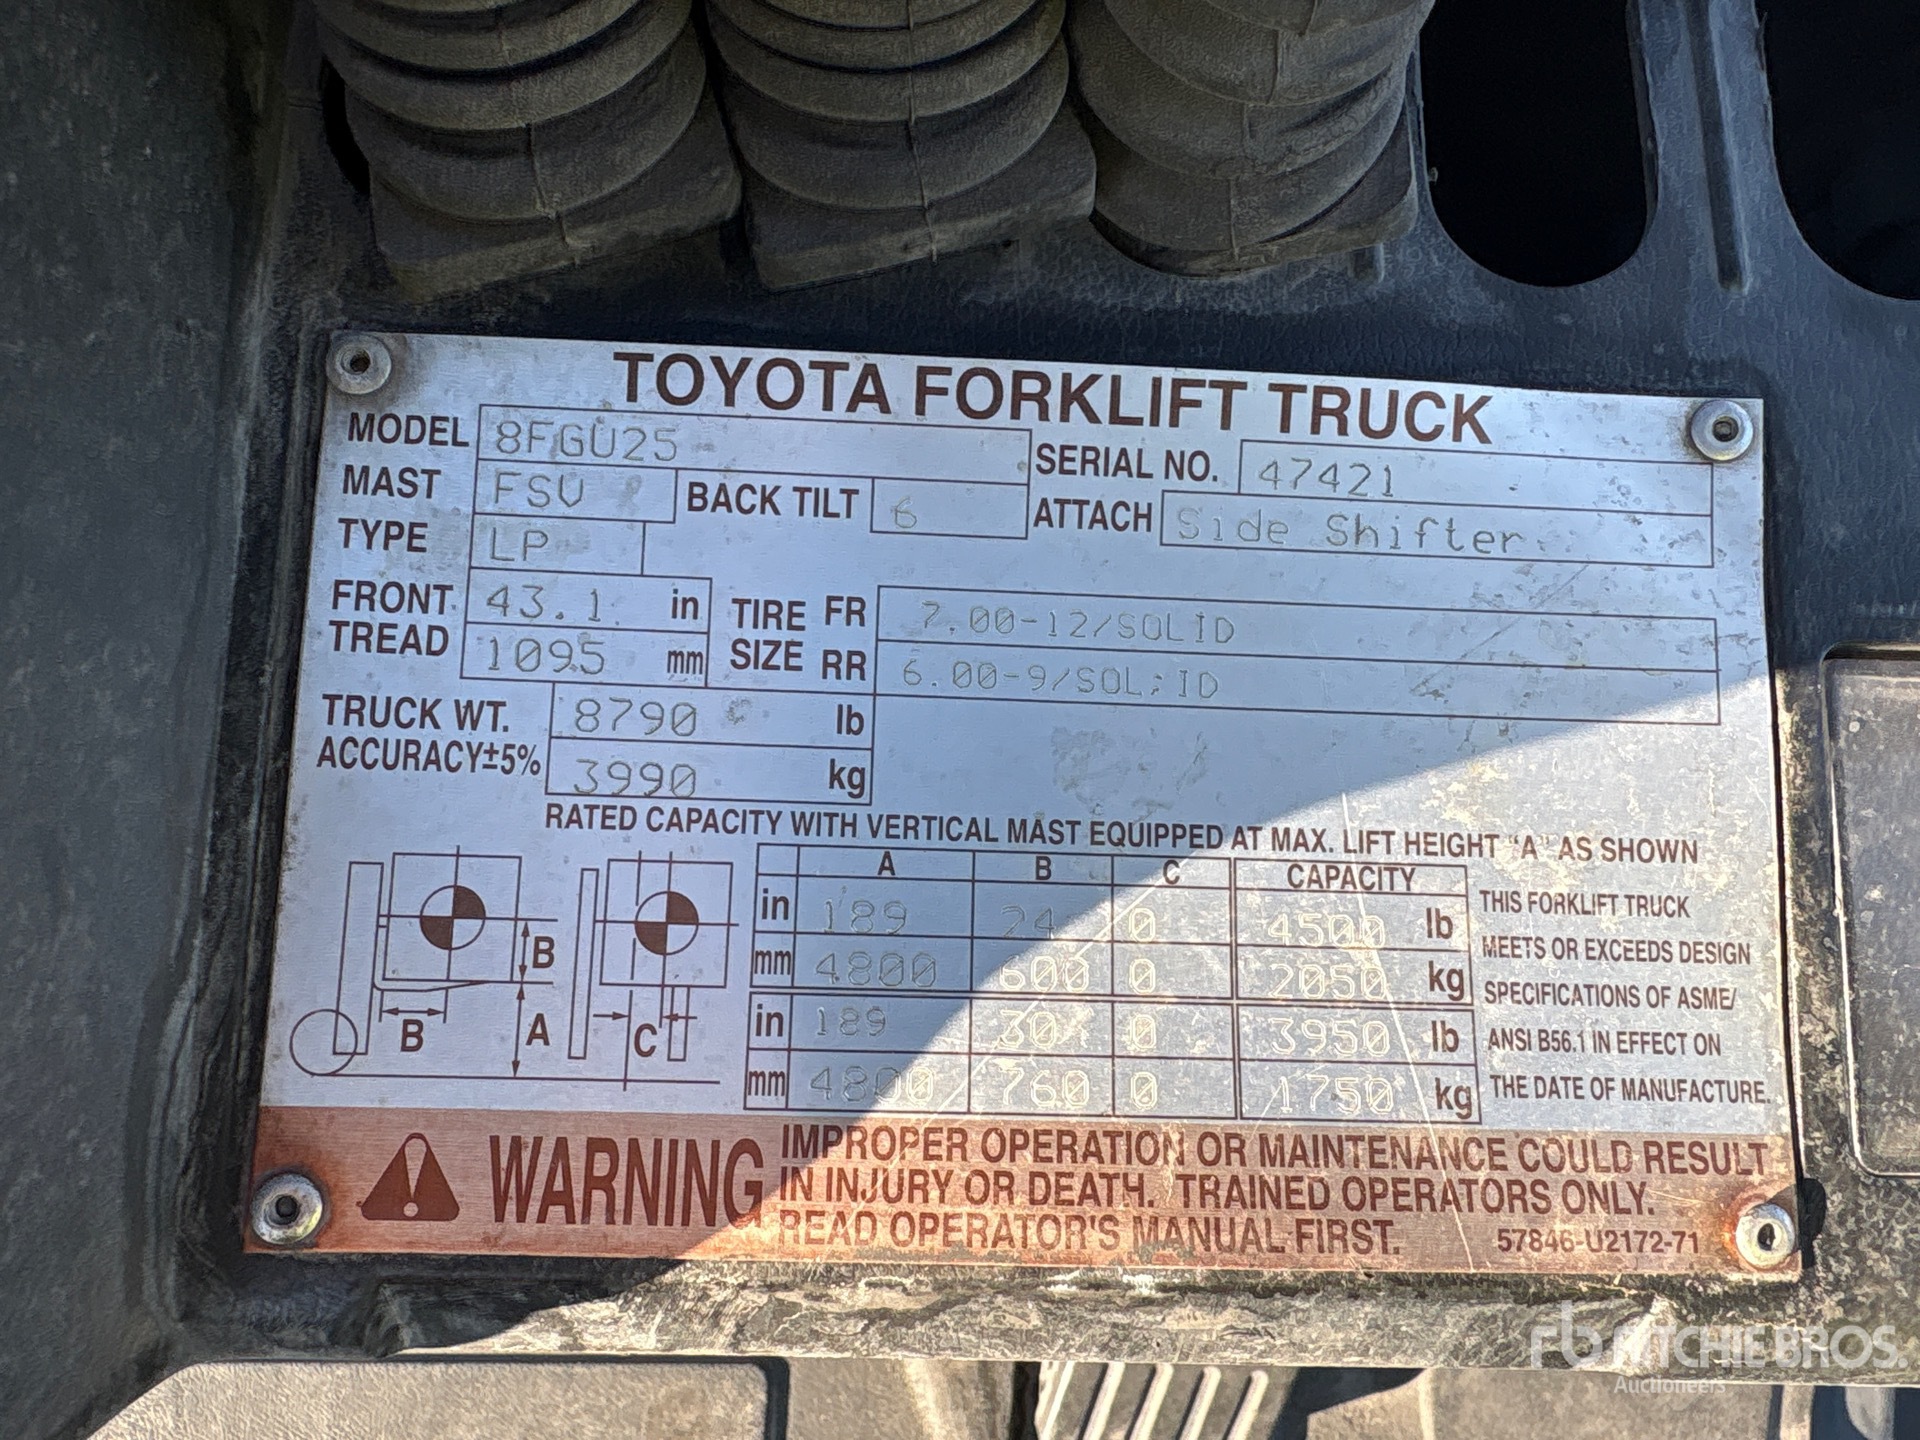 TOYOTA FORKLIFT TRUCK
MODEL 8FGU25
SERIAL NO. 47421
MAST FSV BACK TILT 6
ATTACH Side Shifter
TYPE LP
FRONT TREAD 43.1 in
1095 mm
TIRE SIZE FR 7.00-12/SOLID
RR 6.00-9/SOL;ID
TRUCK WT. 8790 lb
ACCURACY±5% 3990 kg
RATED CAPACITY WITH VERTICAL MAST EQUIPPED AT MAX. LIFT HEIGHT "A" AS SHOWN
A B C CAPACITY
in 189 24 0 4500 lb
mm 4800 600 0 2050 kg
in 189 30 0 3950 lb
mm 4800 760 0 1750 kg
B B A C
THIS FORKLIFT TRUCK
MEETS OR EXCEEDS DESIGN
SPECIFICATIONS OF ASME/
ANSI B56.1 IN EFFECT ON
THE DATE OF MANUFACTURE.
WARNING
IMPROPER OPERATION OR MAINTENANCE COULD RESULT
IN INJURY OR DEATH. TRAINED OPERATORS ONLY.
READ OPERATOR'S MANUAL FIRST. 57846-U2172-71
rb RITCHIE BROS.
Auctioneers